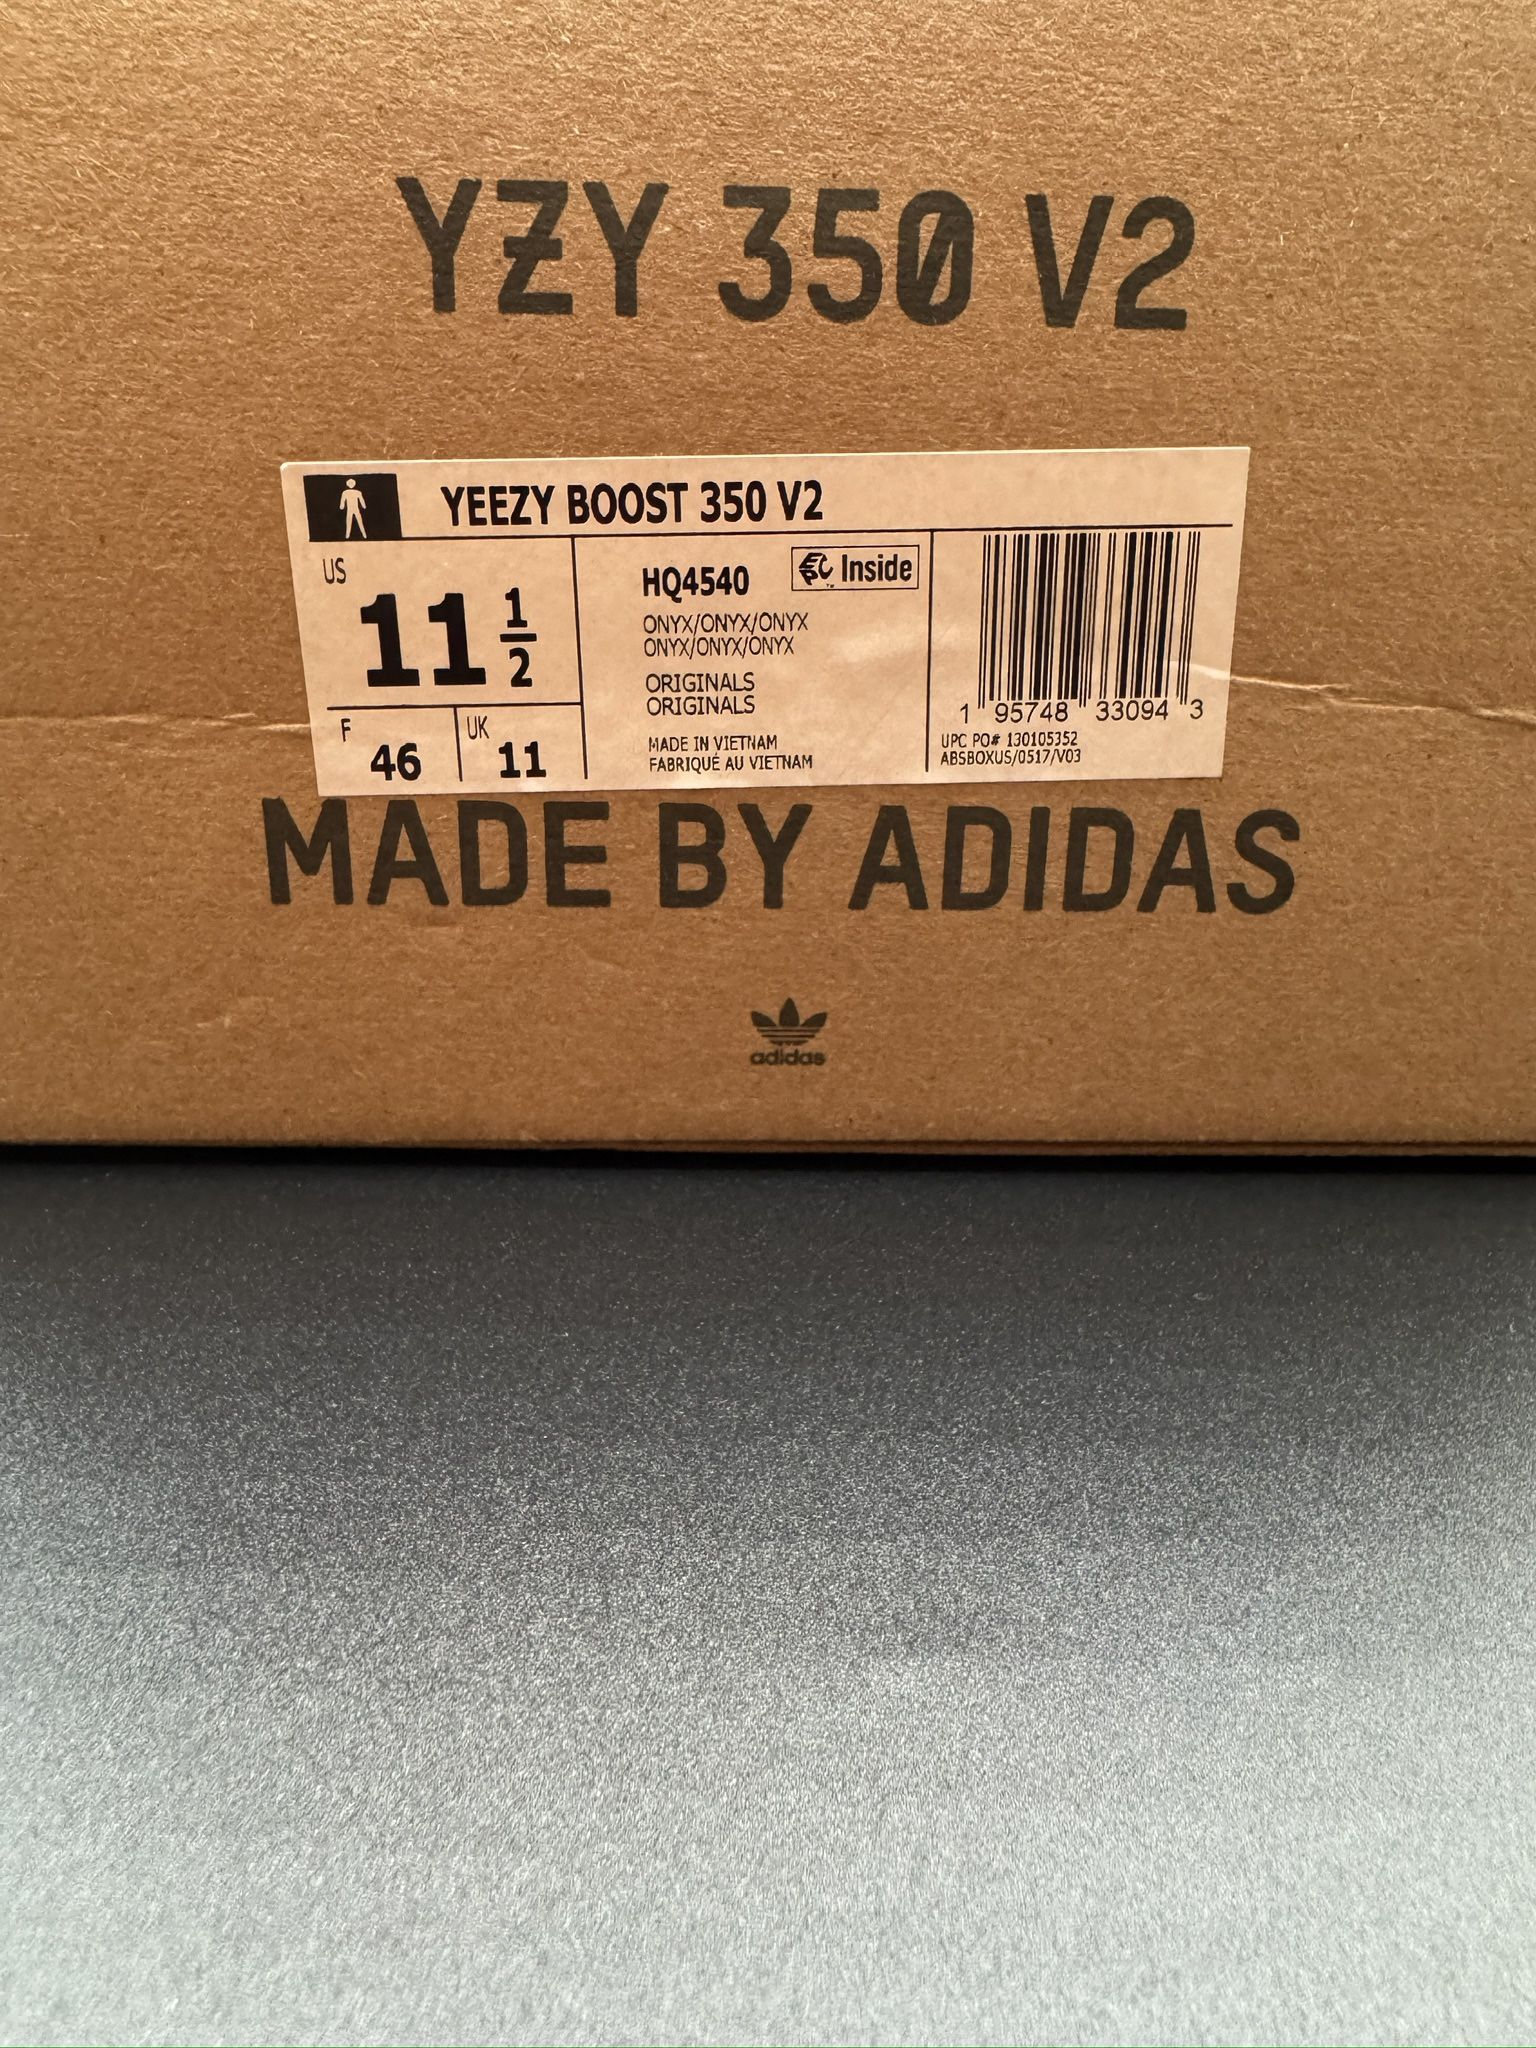 YZY 350 V2
YEEZY BOOST 350 V2
US
11 1/2
F 46
UK 11
HQ4540
Inside
ONYX/ONYX/ONYX
ONYX/ONYX/ONYX
ORIGINALS
ORIGINALS
MADE IN VIETNAM
FABRIQUÉ AU VIETNAM
1 95748 33094 3
UPC PO# 130105352
ABSBOXUS/0517/V03
MADE BY ADIDAS
adidas